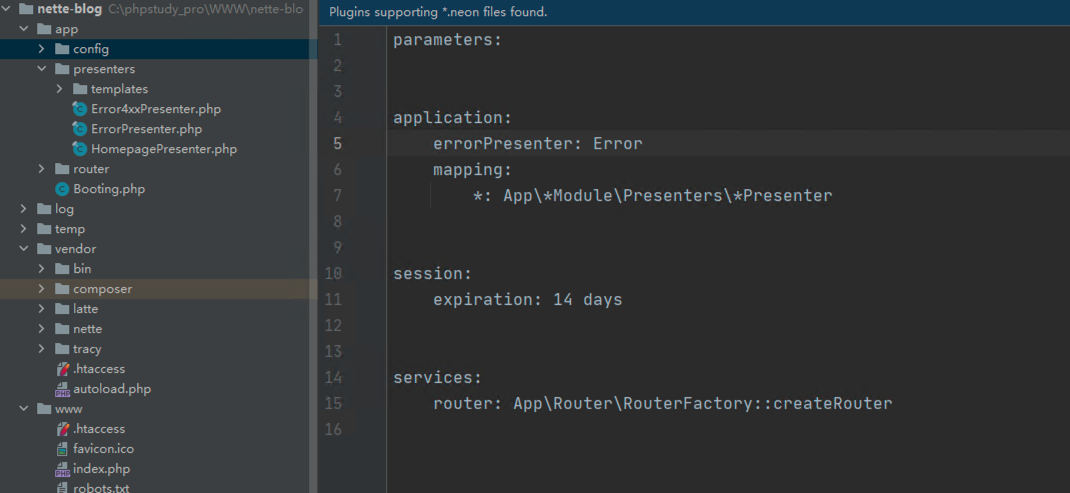 nette-blog C:\phpstudy_pro\WWW\nette-blo
app
config
presenters
templates
Error4xxPresenter.php
ErrorPresenter.php
HomepagePresenter.php
router
Booting.php
log
temp
vendor
bin
composer
latte
nette
tracy
.htaccess
autoload.php
www
.htaccess
favicon.ico
index.php
robots.txt
Plugins supporting *.neon files found.
1 parameters:
2
3
4 application:
5 errorPresenter: Error
6 mapping:
7 *: App\*Module\Presenters\*Presenter
8
9
10 session:
11 expiration: 14 days
12
13
14 services:
15 router: App\Router\RouterFactory::createRouter
16